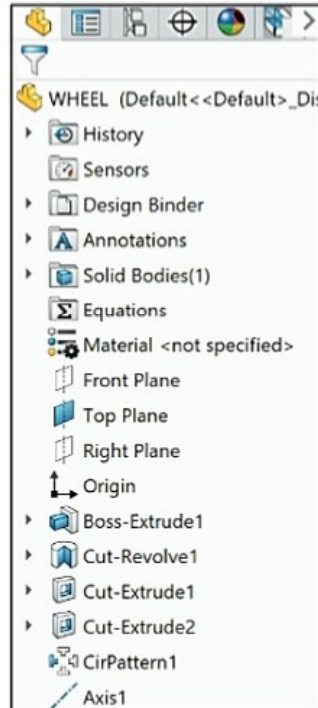 WHEEL (Default<<Default>_Dis
History
Sensors
Design Binder
Annotations
Solid Bodies(1)
Equations
Material <not specified>
Front Plane
Top Plane
Right Plane
Origin
Boss-Extrude1
Cut-Revolve1
Cut-Extrude1
Cut-Extrude2
CirPattern1
Axis1